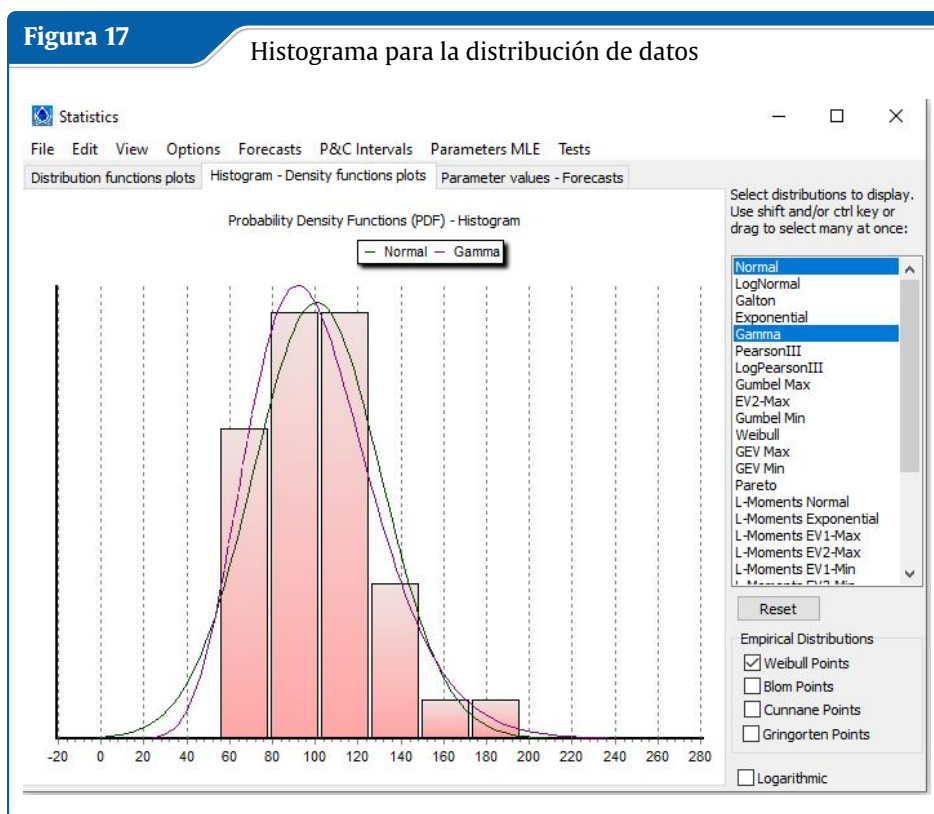 Figura 17
Histograma para la distribución de datos
Statistics
File Edit View Options Forecasts P&C Intervals Parameters MLE Tests
Distribution functions plots Histogram - Density functions plots Parameter values - Forecasts
Probability Density Functions (PDF) - Histogram
Normal Gamma
-20 0 20 40 60 80 100 120 140 160 180 200 220 240 260 280
Select distributions to display.
Use shift and/or ctrl key or
drag to select many at once:
Normal
LogNormal
Galton
Exponential
Gamma
PearsonIII
LogPearsonIII
Gumbel Max
EV2-Max
Gumbel Min
Weibull
GEV Max
GEV Min
Pareto
L-Moments Normal
L-Moments Exponential
L-Moments EV1-Max
L-Moments EV2-Max
L-Moments EV1-Min
Reset
Empirical Distributions
Weibull Points
Blom Points
Cunnane Points
Gringorten Points
Logarithmic